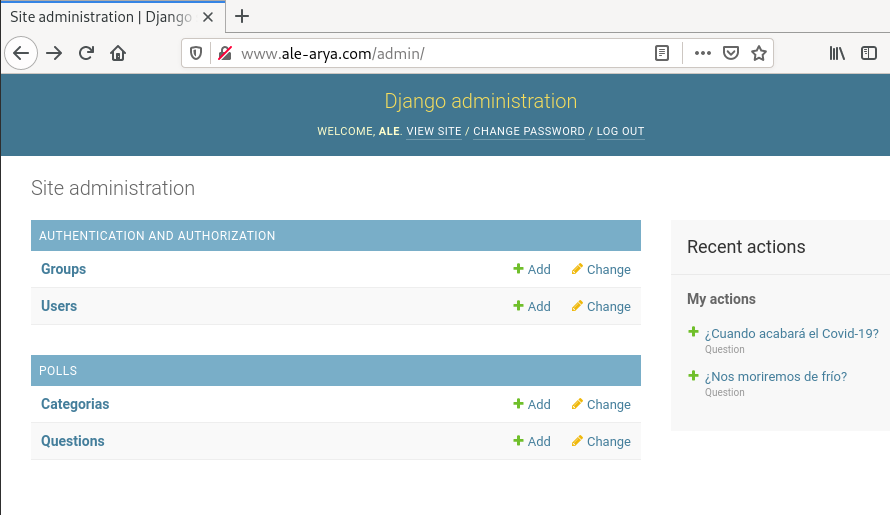 Site administration | Django
www.ale-arya.com/admin/
Django administration
WELCOME, ALE. VIEW SITE / CHANGE PASSWORD / LOG OUT
Site administration
AUTHENTICATION AND AUTHORIZATION
Groups Add Change
Users Add Change
POLLS
Categorias Add Change
Questions Add Change
Recent actions
My actions
¿Cuando acabará el Covid-19?
Question
¿Nos moriremos de frío?
Question